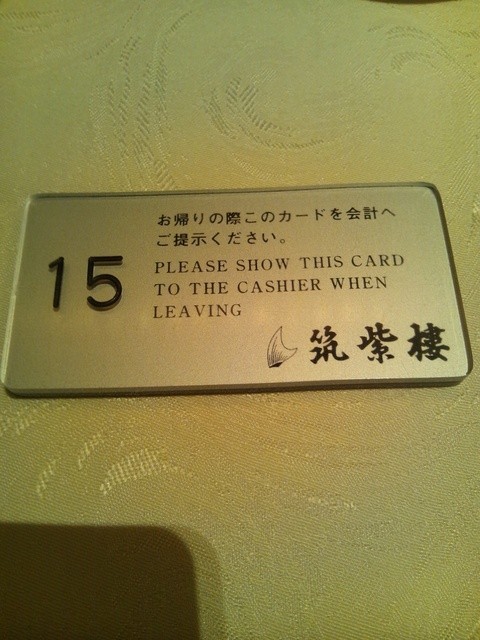 15
お帰りの際このカードを会計へ
ご提示ください。
PLEASE SHOW THIS CARD
TO THE CASHIER WHEN
LEAVING
筑紫樓